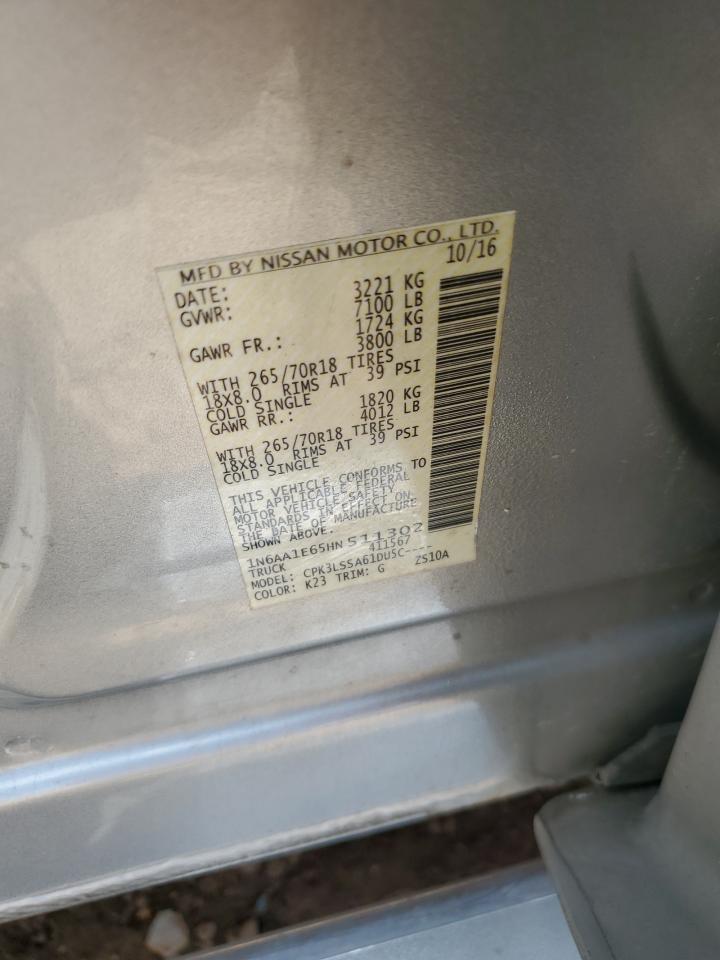 MFD BY NISSAN MOTOR CO., LTD.
DATE: 10/16
GVWR: 3221 KG
7100 LB
GAWR FR.: 1724 KG
3800 LB
WITH 265/70R18 TIRES
18X8.0 RIMS AT 39 PSI
COLD SINGLE
GAWR RR.: 1820 KG
4012 LB
WITH 265/70R18 TIRES
18X8.0 RIMS AT 39 PSI
COLD SINGLE
THIS VEHICLE CONFORMS TO
ALL APPLICABLE FEDERAL
MOTOR VEHICLE SAFETY
STANDARDS IN EFFECT ON
THE DATE OF MANUFACTURE
SHOWN ABOVE.
1N6AA1E65HN 511302
TRUCK 411567
MODEL: CPK3LSSA61DU5C----
COLOR: K23 TRIM: G ZS10A